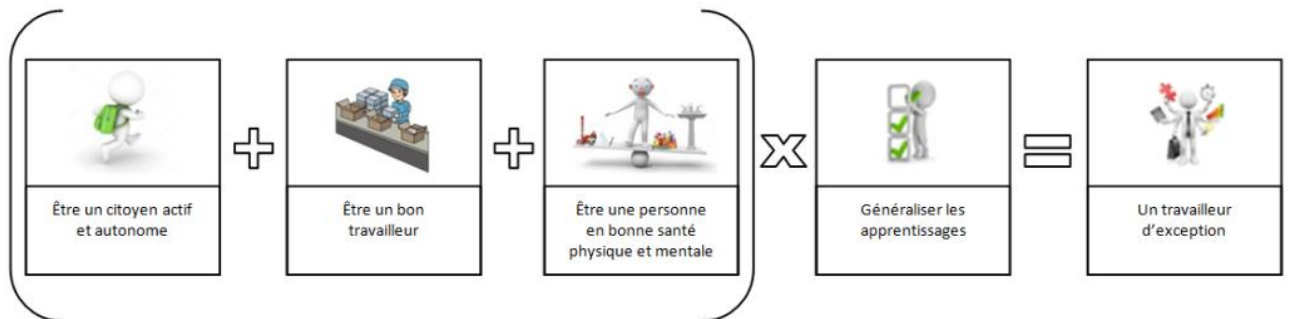 Être un citoyen actif
et autonome
+
Être un bon
travailleur
+
Être une personne
en bonne santé
physique et mentale
x
Généraliser les
apprentissages
=
Un travailleur
d'exception